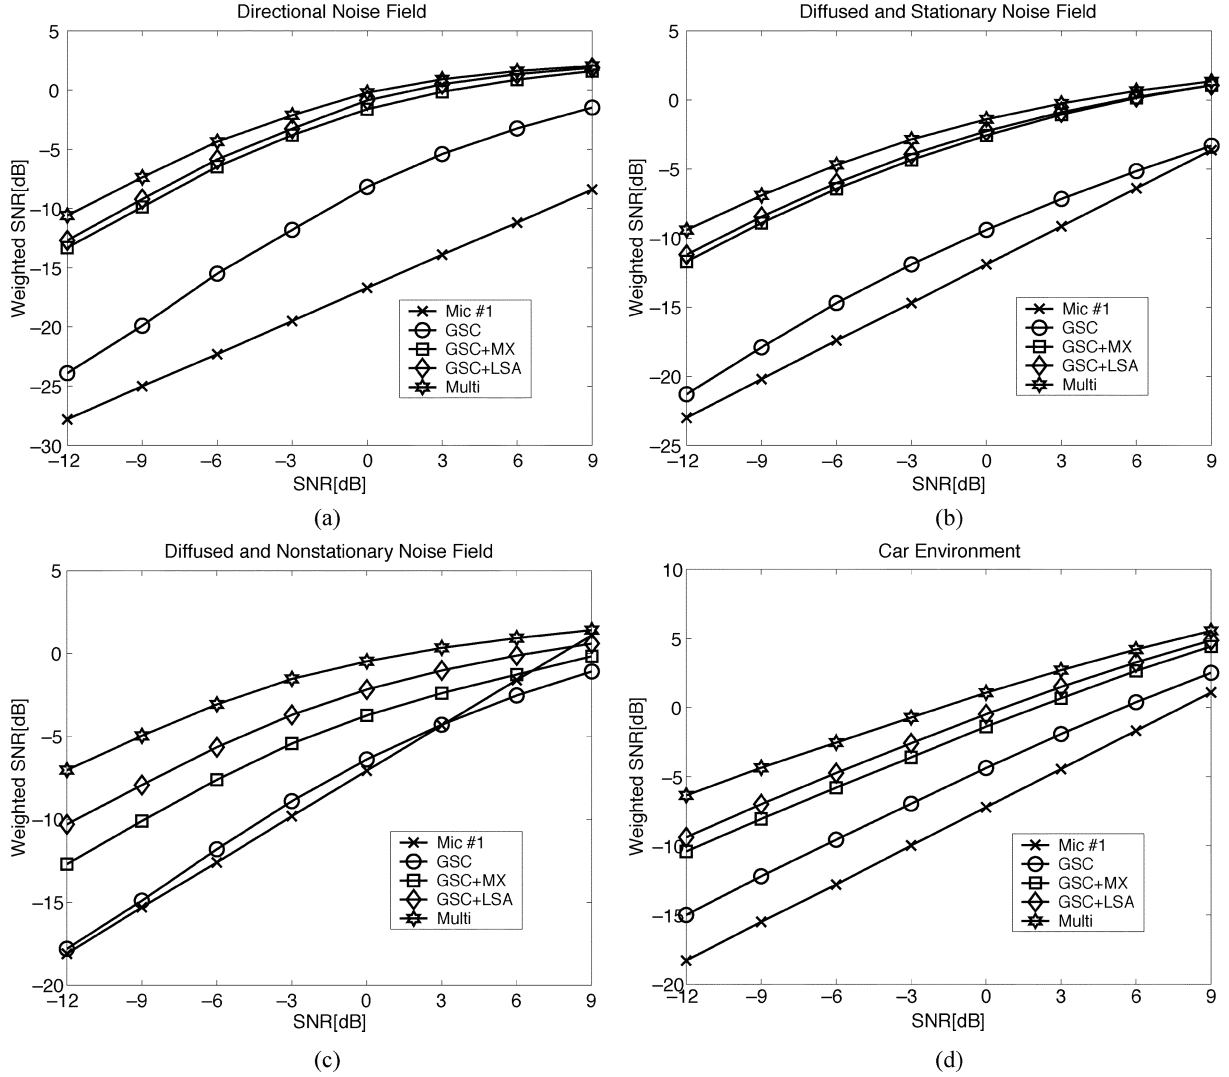 Directional Noise Field
5
0
−5
−10
−15
−20
−25
−30
Weighted SNR[dB]
Mic #1
GSC
GSC+MX
GSC+LSA
Multi
−12 −9 −6 −3 0 3 6 9
SNR[dB]
(a)
Diffused and Stationary Noise Field
5
0
−5
−10
−15
−20
−25
Weighted SNR[dB]
Mic #1
GSC
GSC+MX
GSC+LSA
Multi
−12 −9 −6 −3 0 3 6 9
SNR[dB]
(b)
Diffused and Nonstationary Noise Field
5
0
−5
−10
−15
−20
Weighted SNR[dB]
Mic #1
GSC
GSC+MX
GSC+LSA
Multi
−12 −9 −6 −3 0 3 6 9
SNR[dB]
(c)
Car Environment
10
5
0
−5
−10
−15
−20
Weighted SNR[dB]
Mic #1
GSC
GSC+MX
GSC+LSA
Multi
−12 −9 −6 −3 0 3 6 9
SNR[dB]
(d)